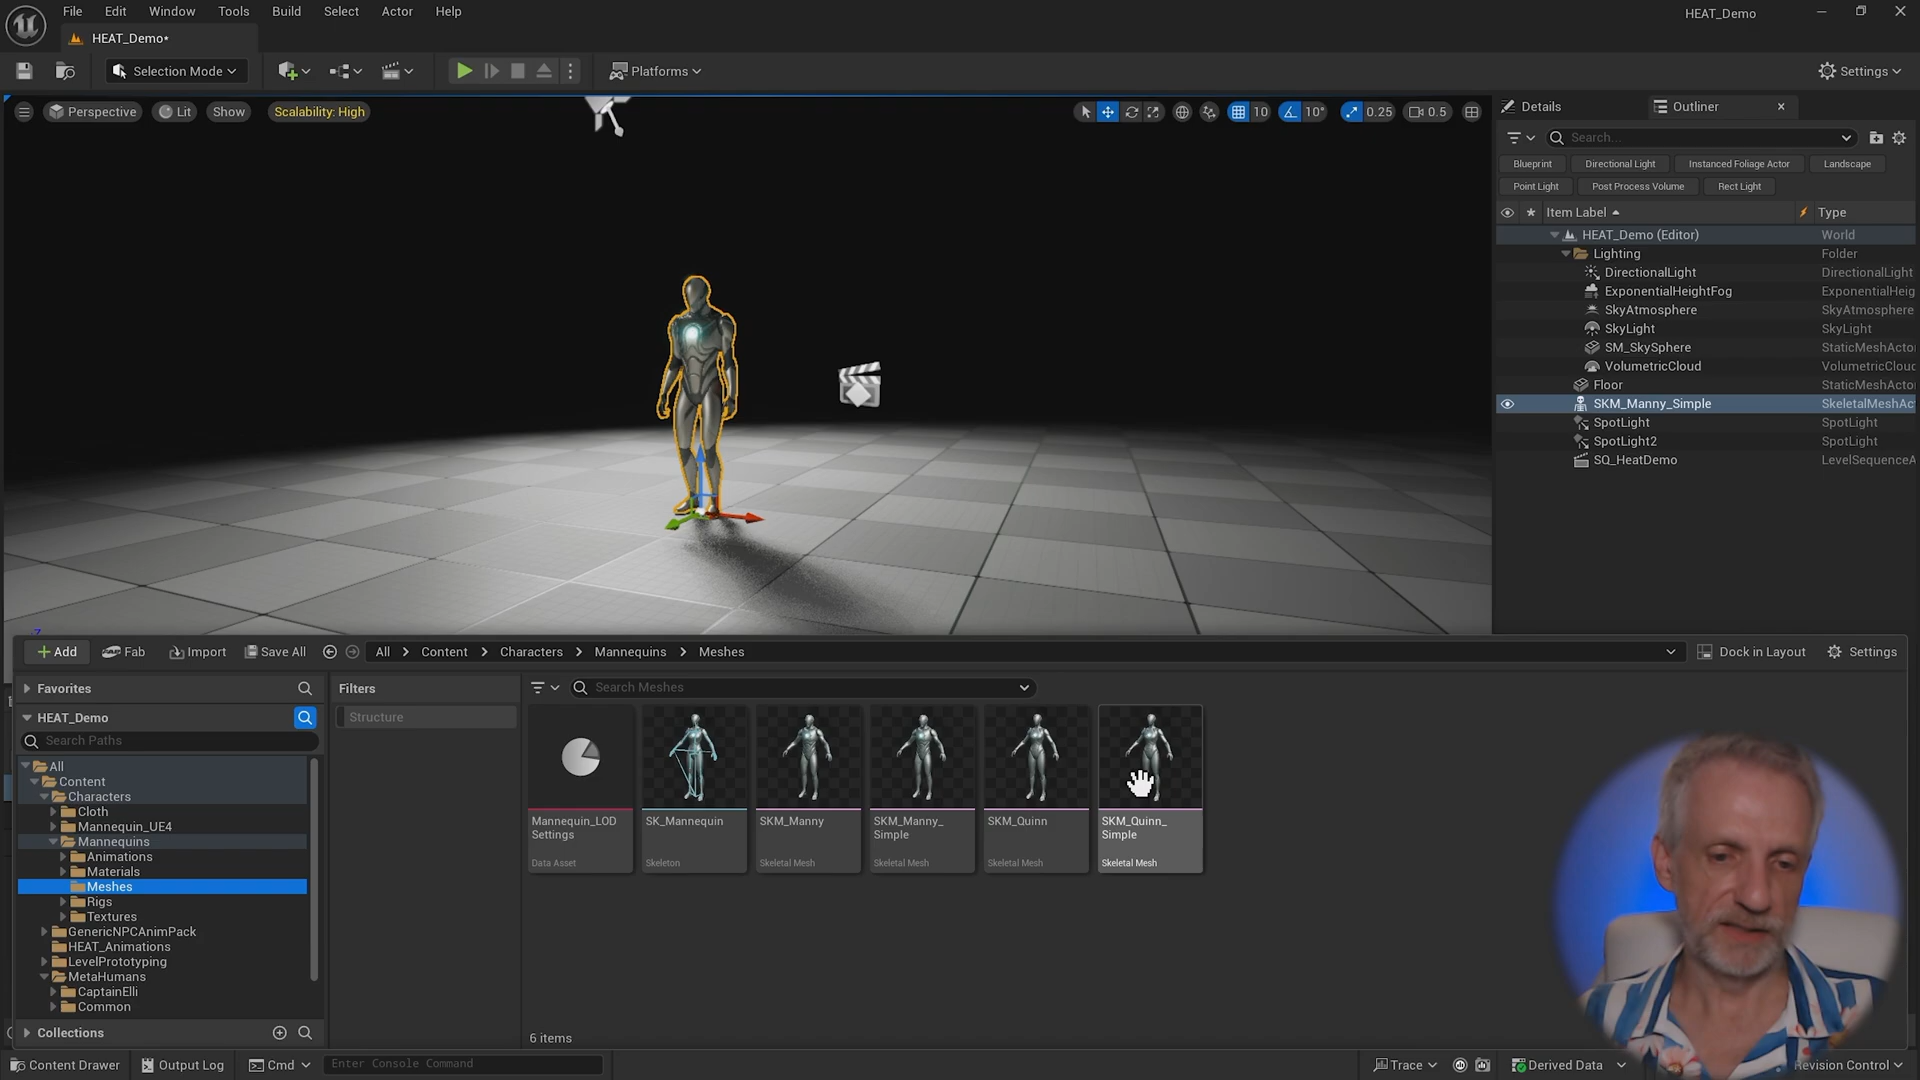 File Edit Window Tools Build Select Actor Help
HEAT_Demo
HEAT_Demo•
Selection Mode
Platforms
Settings
Perspective Lit Show Scalability: High
10 10° 0.25 0.5
Details Outliner
Search...
Blueprint Directional Light Instanced Foliage Actor Landscape
Point Light Post Process Volume Rect Light
Item Label Type
HEAT_Demo (Editor) World
Lighting Folder
DirectionalLight DirectionalLight
ExponentialHeightFog ExponentialHeig
SkyAtmosphere SkyAtmosphere
SkyLight SkyLight
SM_SkySphere StaticMeshActo
VolumetricCloud VolumetricClouc
Floor StaticMeshActo
SKM_Manny_Simple SkeletalMeshAc
SpotLight SpotLight
SpotLight2 SpotLight
SQ_HeatDemo LevelSequenceA
Add Fab Import Save All All Content Characters Mannequins Meshes Dock in Layout Settings
Favorites
HEAT_Demo
Search Paths
All
Content
Characters
Cloth
Mannequin_UE4
Mannequins
Animations
Materials
Meshes
Rigs
Textures
GenericNPCAnimPack
HEAT_Animations
LevelPrototyping
MetaHumans
CaptainElli
Common
Collections
Filters
Structure
Search Meshes
Mannequin_LOD
Settings
Data Asset
SK_Mannequin
Skeleton
SKM_Manny
Skeletal Mesh
SKM_Manny_
Simple
Skeletal Mesh
SKM_Quinn
Skeletal Mesh
SKM_Quinn_
Simple
Skeletal Mesh
6 items
Content Drawer Output Log Cmd Enter Console Command Trace Derived Data Revision Control